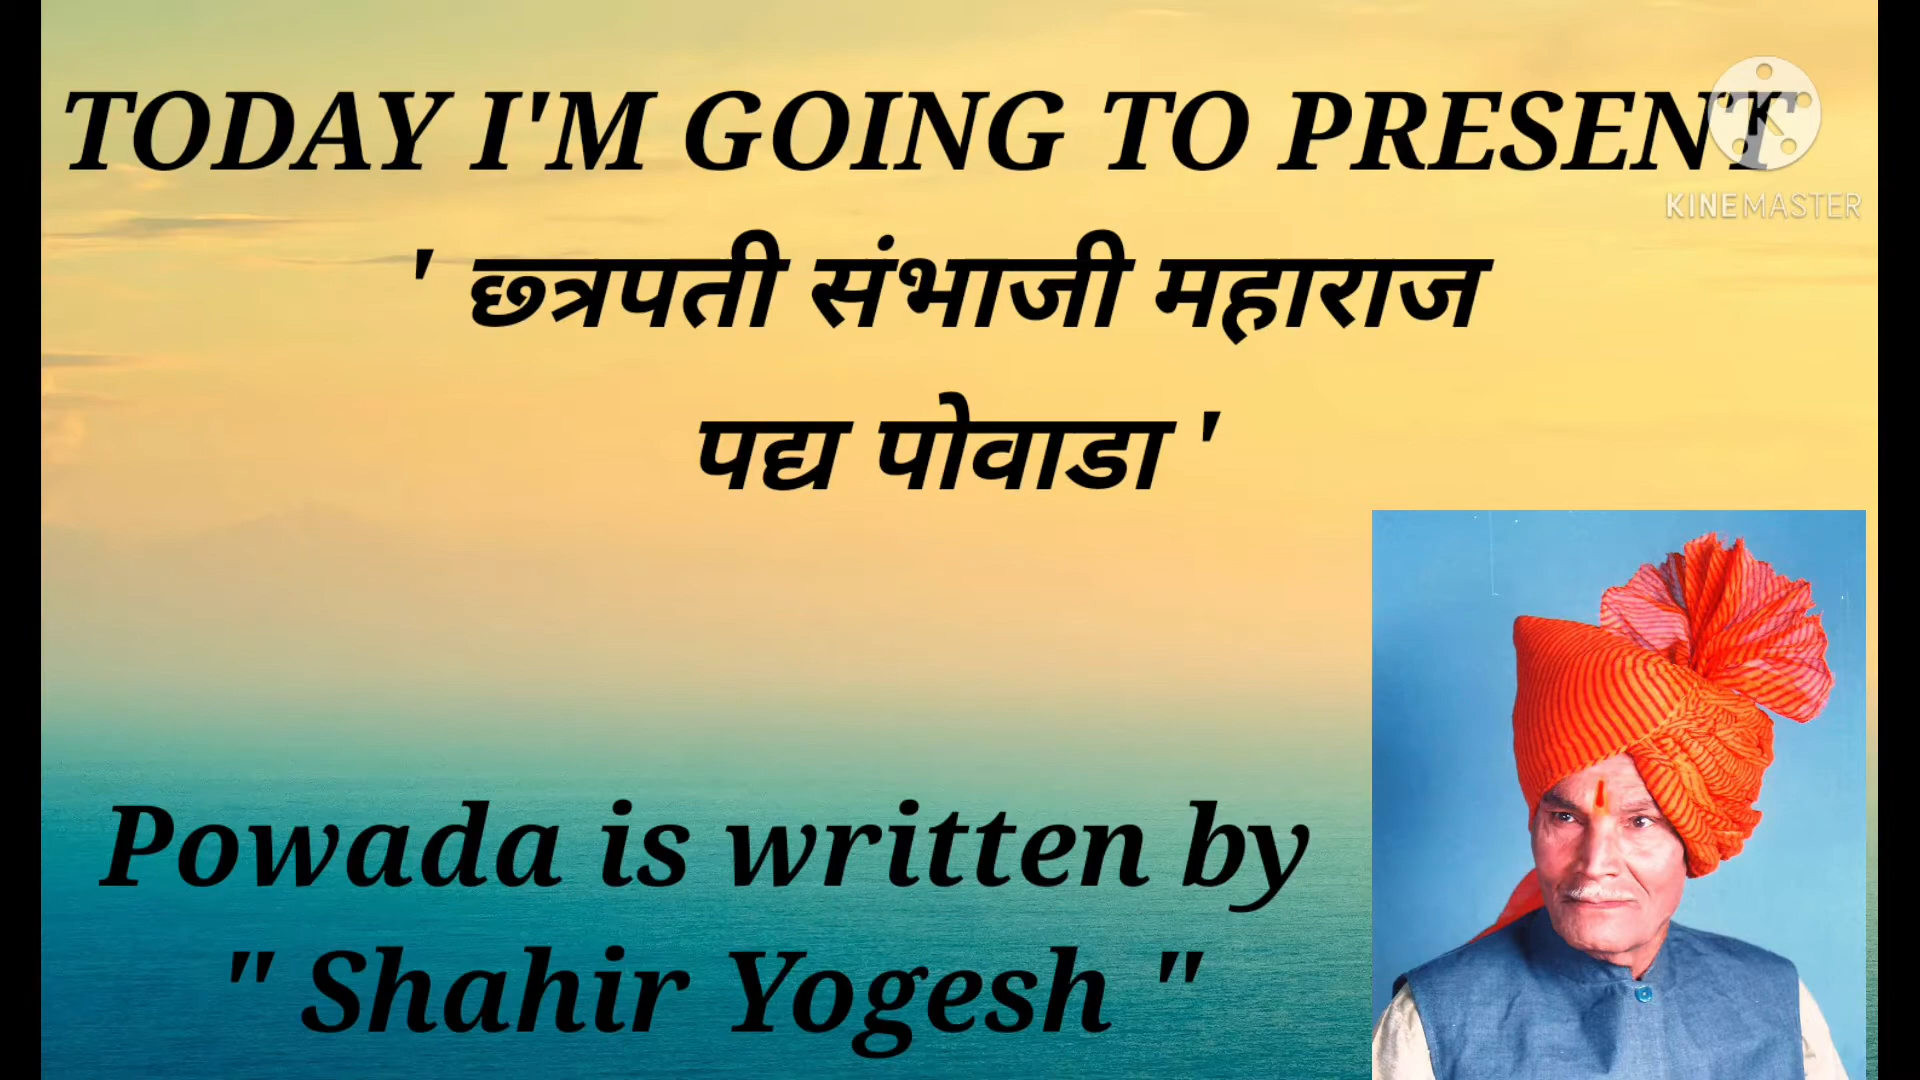 TODAY I'M GOING TO PRESENT
KINEMASTER
' छत्रपती संभाजी महाराज
पद्य पोवाडा '
Powada is written by
" Shahir Yogesh "